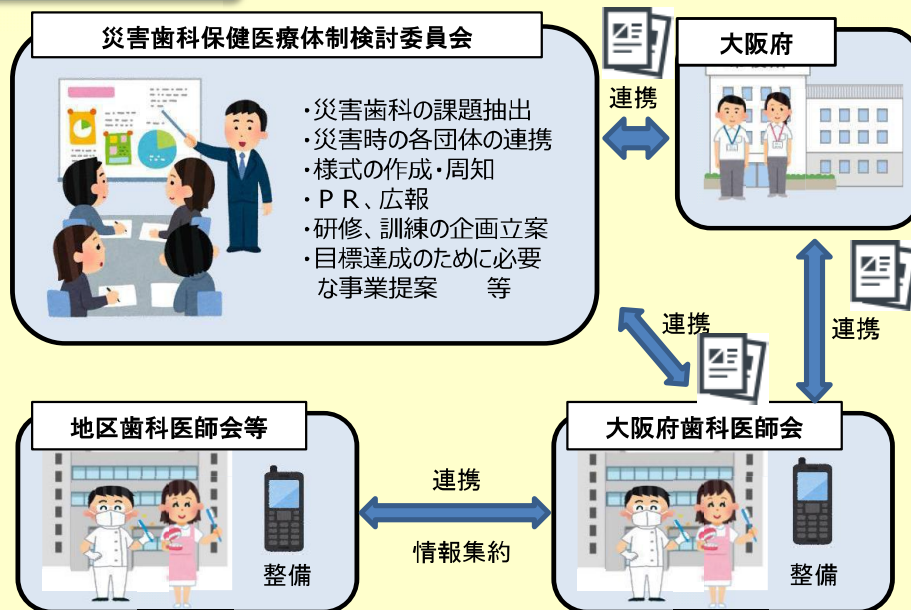 災害歯科保健医療体制検討委員会
・災害歯科の課題抽出
・災害時の各団体の連携
・様式の作成・周知
・ＰＲ、広報
・研修、訓練の企画立案
・目標達成のために必要
な事業提案　等
連携
大阪府
連携
連携
地区歯科医師会等
整備
連携
情報集約
大阪府歯科医師会
整備